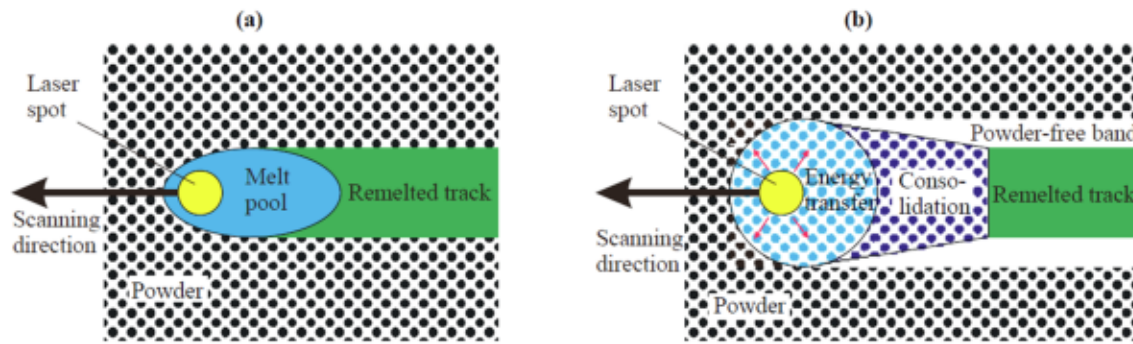 (a)
Laser
spot
Melt
pool
Remelted track
Scanning
direction
Powder
(b)
Laser
spot
Powder-free band
Energy
transfer
Conso-
lidation
Remelted track
Scanning
direction
Powder